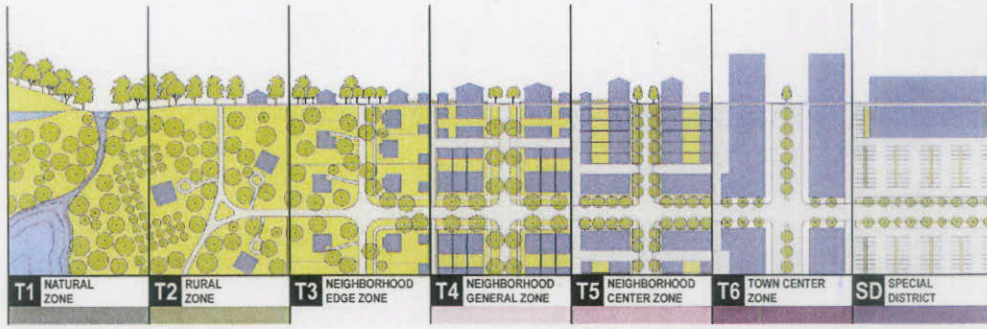 T1 NATURAL
ZONE
T2 RURAL
ZONE
T3 NEIGHBORHOOD
EDGE ZONE
T4 NEIGHBORHOOD
GENERAL ZONE
T5 NEIGHBORHOOD
CENTER ZONE
T6 TOWN CENTER
ZONE
SD SPECIAL
DISTRICT